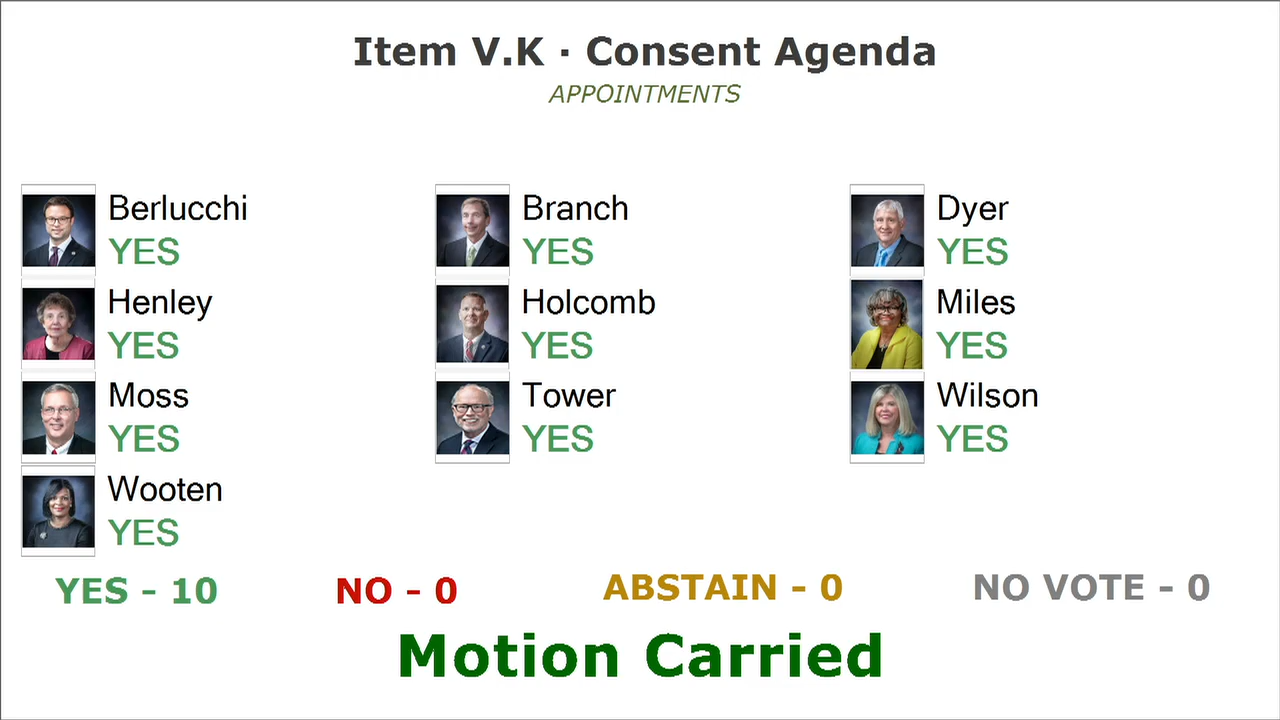 Item V.K · Consent Agenda
APPOINTMENTS
Berlucchi
YES
Branch
YES
Dyer
YES
Henley
YES
Holcomb
YES
Miles
YES
Moss
YES
Tower
YES
Wilson
YES
Wooten
YES
YES - 10
NO - 0
ABSTAIN - 0
NO VOTE - 0
Motion Carried